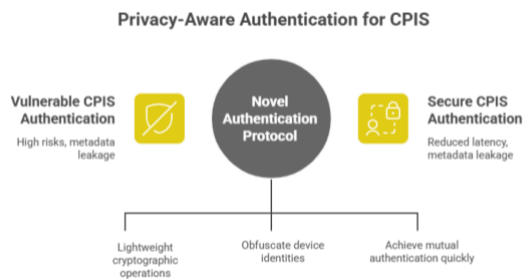 Privacy-Aware Authentication for CPIS
Vulnerable CPIS
Authentication
High risks, metadata
leakage
Novel
Authentication
Protocol
Secure CPIS
Authentication
Reduced latency,
metadata leakage
Lightweight
cryptographic
operations
Obfuscate device
identities
Achieve mutual
authentication quickly